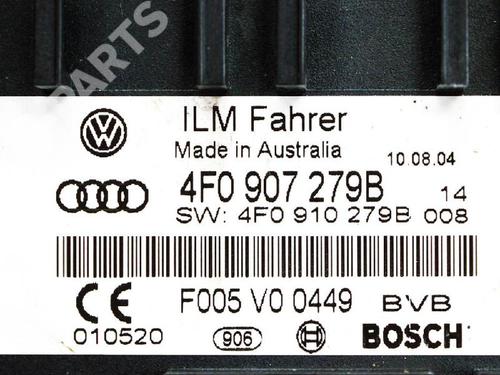 PARTS
ILM Fahrer
Made in Australia
10.08.04
4F0 907 279B 14
SW: 4F0 910 279B 008
F005 V0 0449 BVB
010520 906 BOSCH